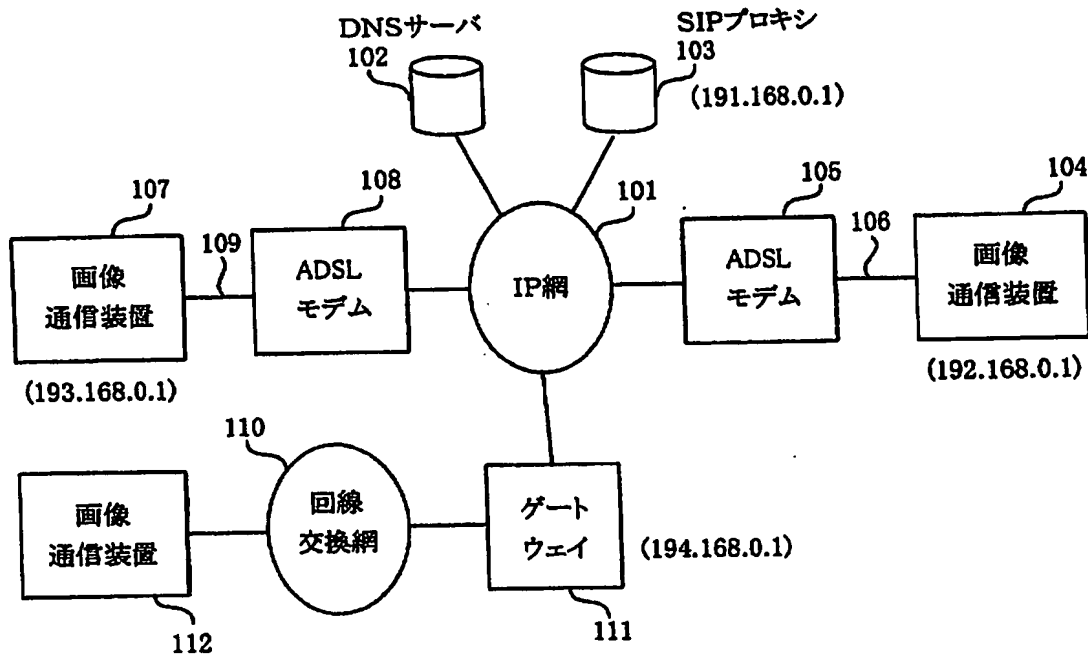 DNSサーバ
102
SIPプロキシ
103
(191.168.0.1)
107
108
101
105
104
109
106
画像
通信装置
ADSL
モデム
IP網
ADSL
モデム
画像
通信装置
(193.168.0.1)
(192.168.0.1)
110
画像
通信装置
回線
交換網
ゲート
ウェイ
(194.168.0.1)
112
111